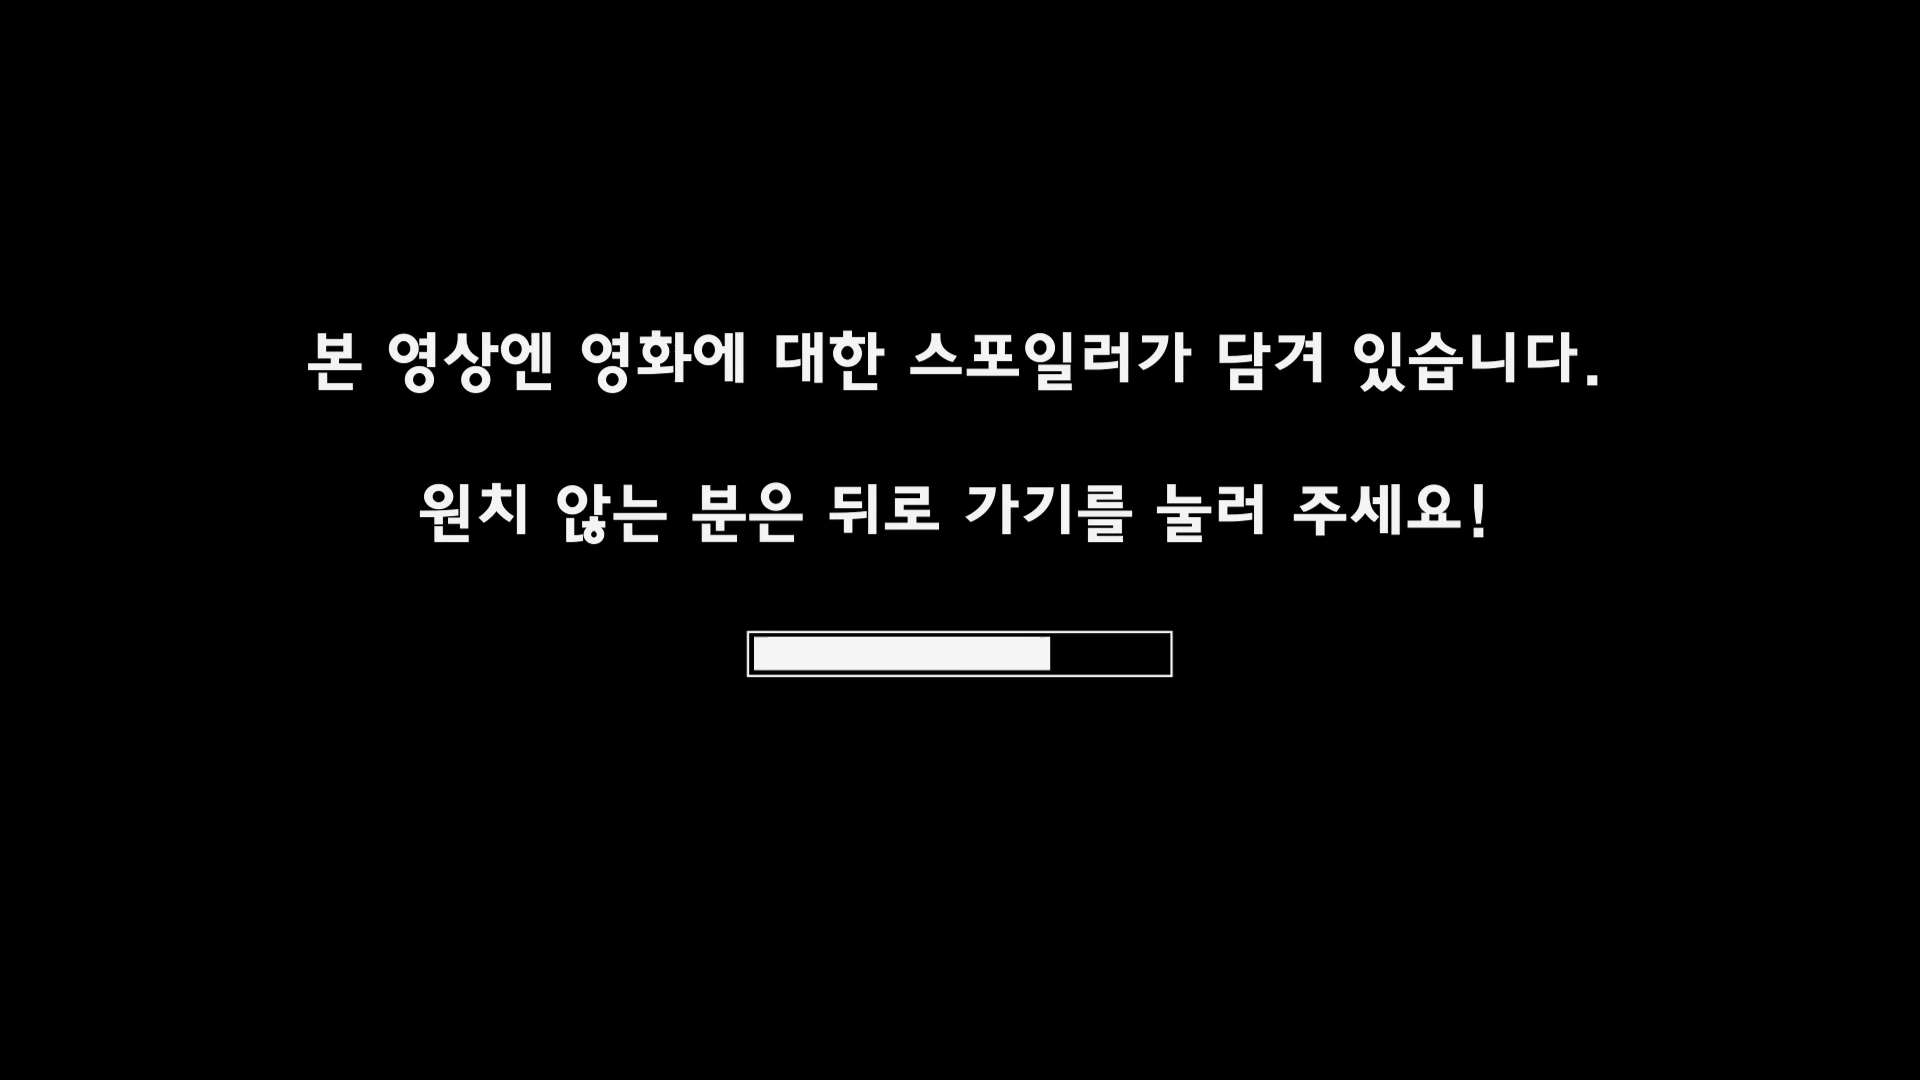 본 영상엔 영화에 대한 스포일러가 담겨 있습니다.
원치 않는 분은 뒤로 가기를 눌러 주세요!